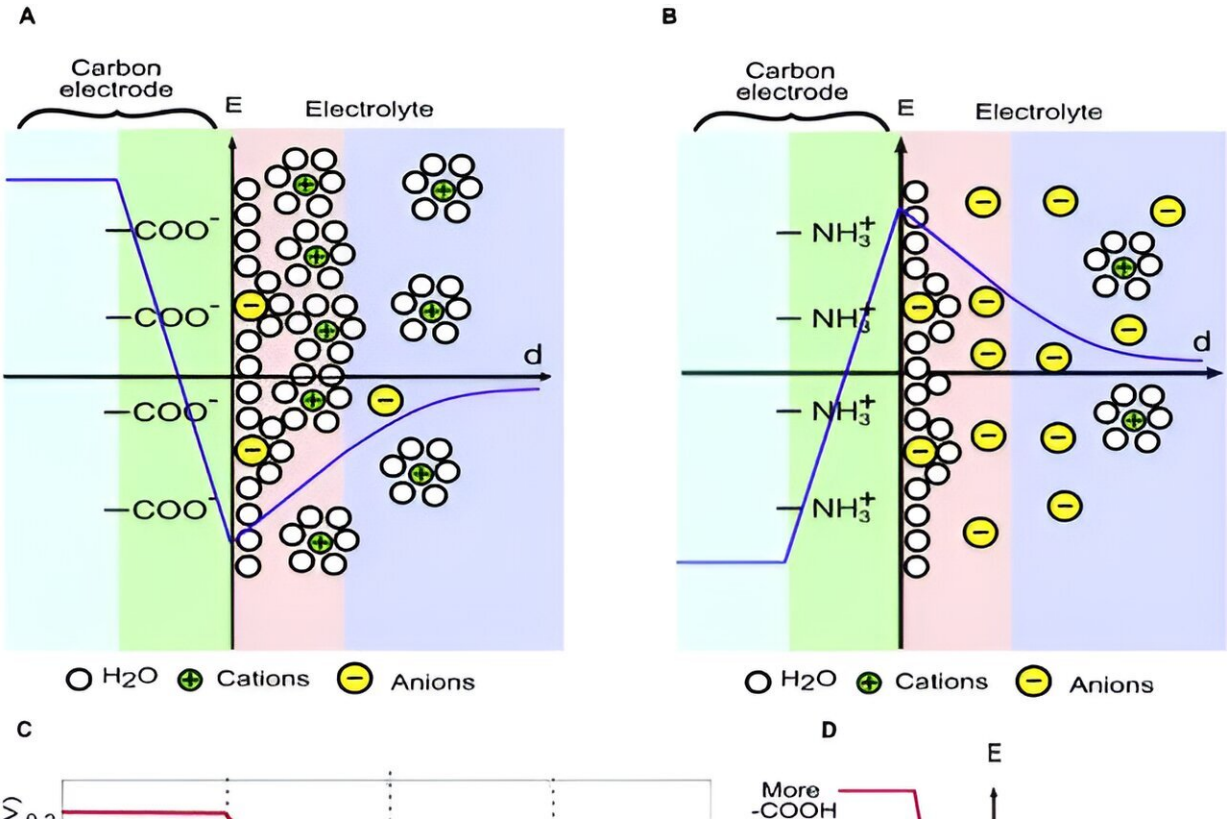 A
Carbon
electrode
E
Electrolyte
-COO⁻
-COO⁻
d
-COO⁻
-COO⁻
H2O
Cations
Anions
B
Carbon
electrode
E
Electrolyte
- NH₃⁺
- NH₃⁺
d
- NH₃⁺
- NH₃⁺
H2O
Cations
Anions
C
D
E
More
-COOH